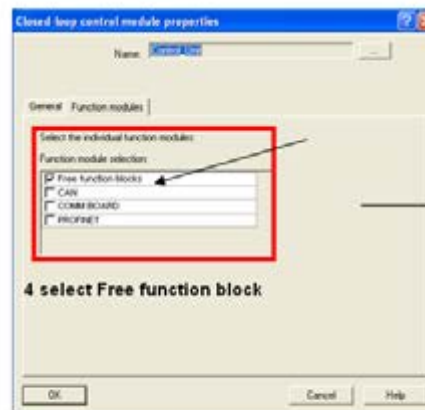 Closed-loop control module properties
Name: Control_Unit
...
General Function modules
Select the individual function modules:
Function module selection:
Free function blocks
CAN
COMM BOARD
PROFINET
4 select Free function block
OK Cancel Help